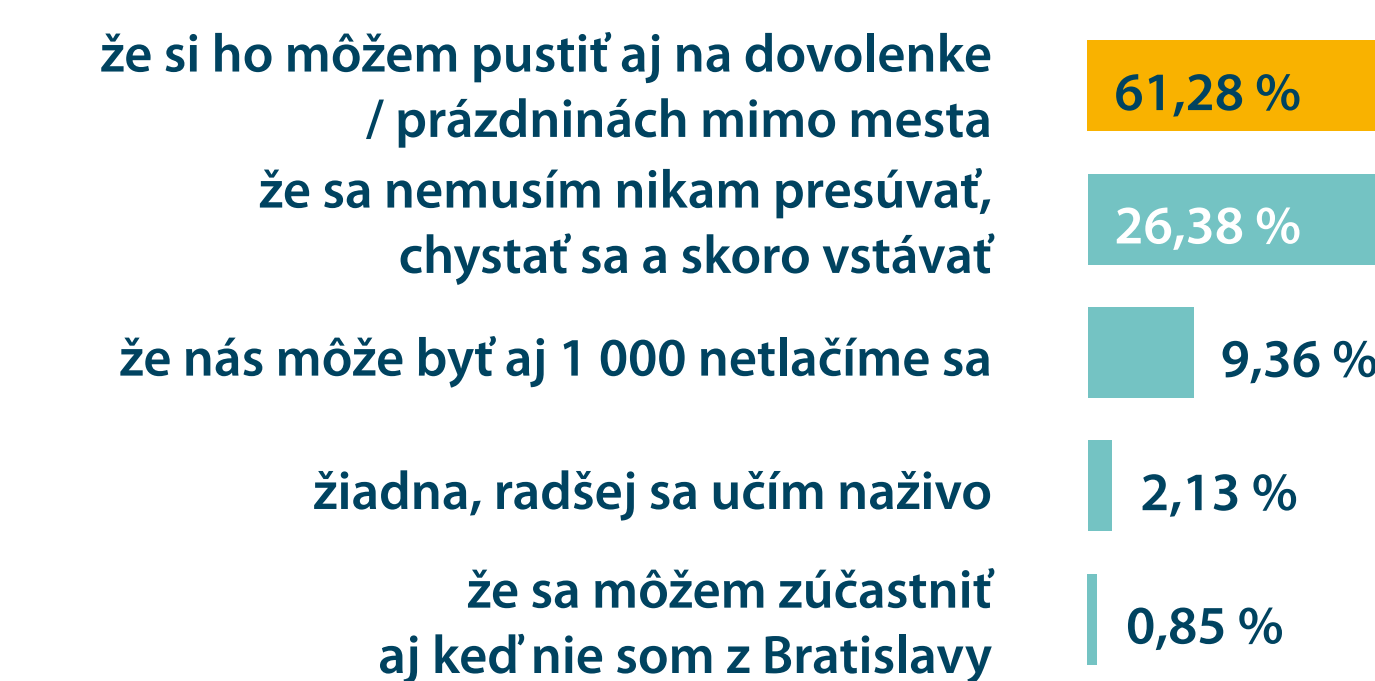 že si ho môžem pustiť aj na dovolenke
/ prázdninách mimo mesta
61,28 %
že sa nemusím nikam presúvať,
chystať sa a skoro vstávať
26,38 %
že nás môže byť aj 1 000 netlačíme sa
9,36 %
žiadna, radšej sa učím naživo
2,13 %
že sa môžem zúčastniť
aj keď nie som z Bratislavy
0,85 %